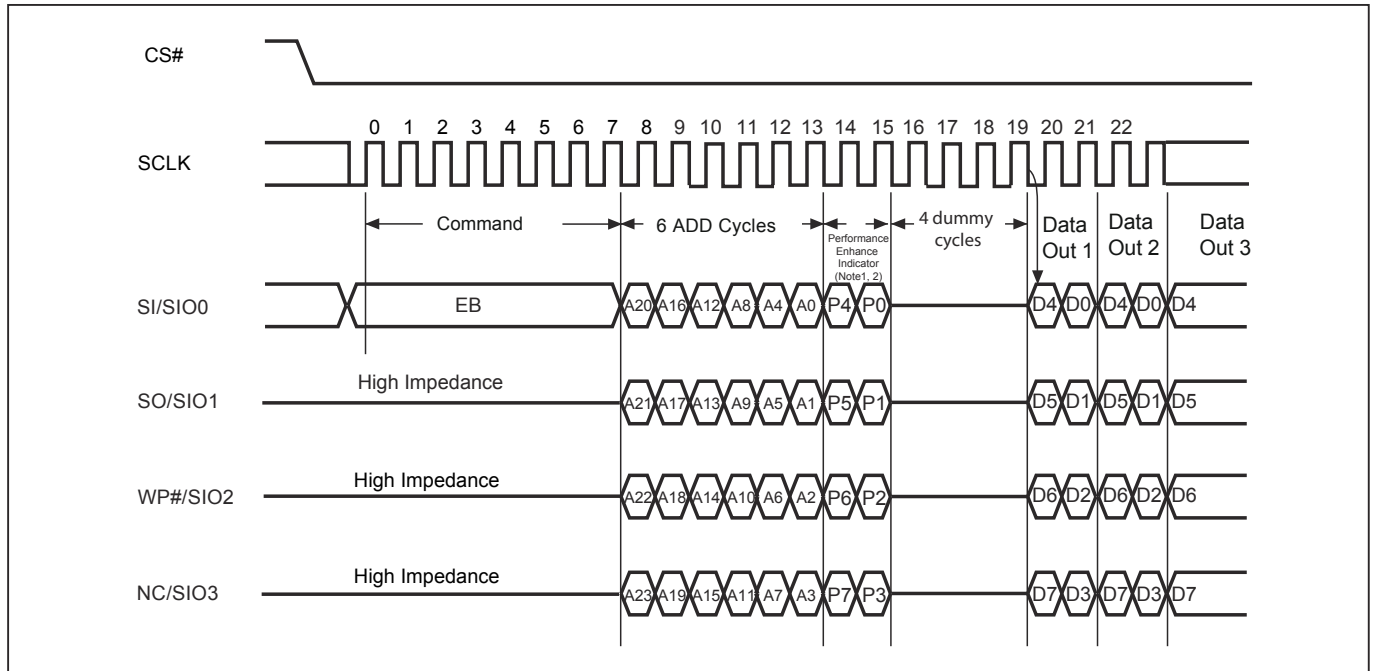 CS#
0 1 2 3 4 5 6 7 8 9 10 11 12 13 14 15 16 17 18 19 20 21 22
SCLK
Command
6 ADD Cycles
Performance
Enhance
Indicator
(Note1, 2)
4 dummy
cycles
Data
Out 1
Data
Out 2
Data
Out 3
SI/SIO0
EB
A20 A16 A12 A8 A4 A0 P4 P0 D4 D0 D4 D0 D4
High Impedance
SO/SIO1
A21 A17 A13 A9 A5 A1 P5 P1 D5 D1 D5 D1 D5
High Impedance
WP#/SIO2
A22 A18 A14 A10 A6 A2 P6 P2 D6 D2 D6 D2 D6
High Impedance
NC/SIO3
A23 A19 A15 A11 A7 A3 P7 P3 D7 D3 D7 D3 D7